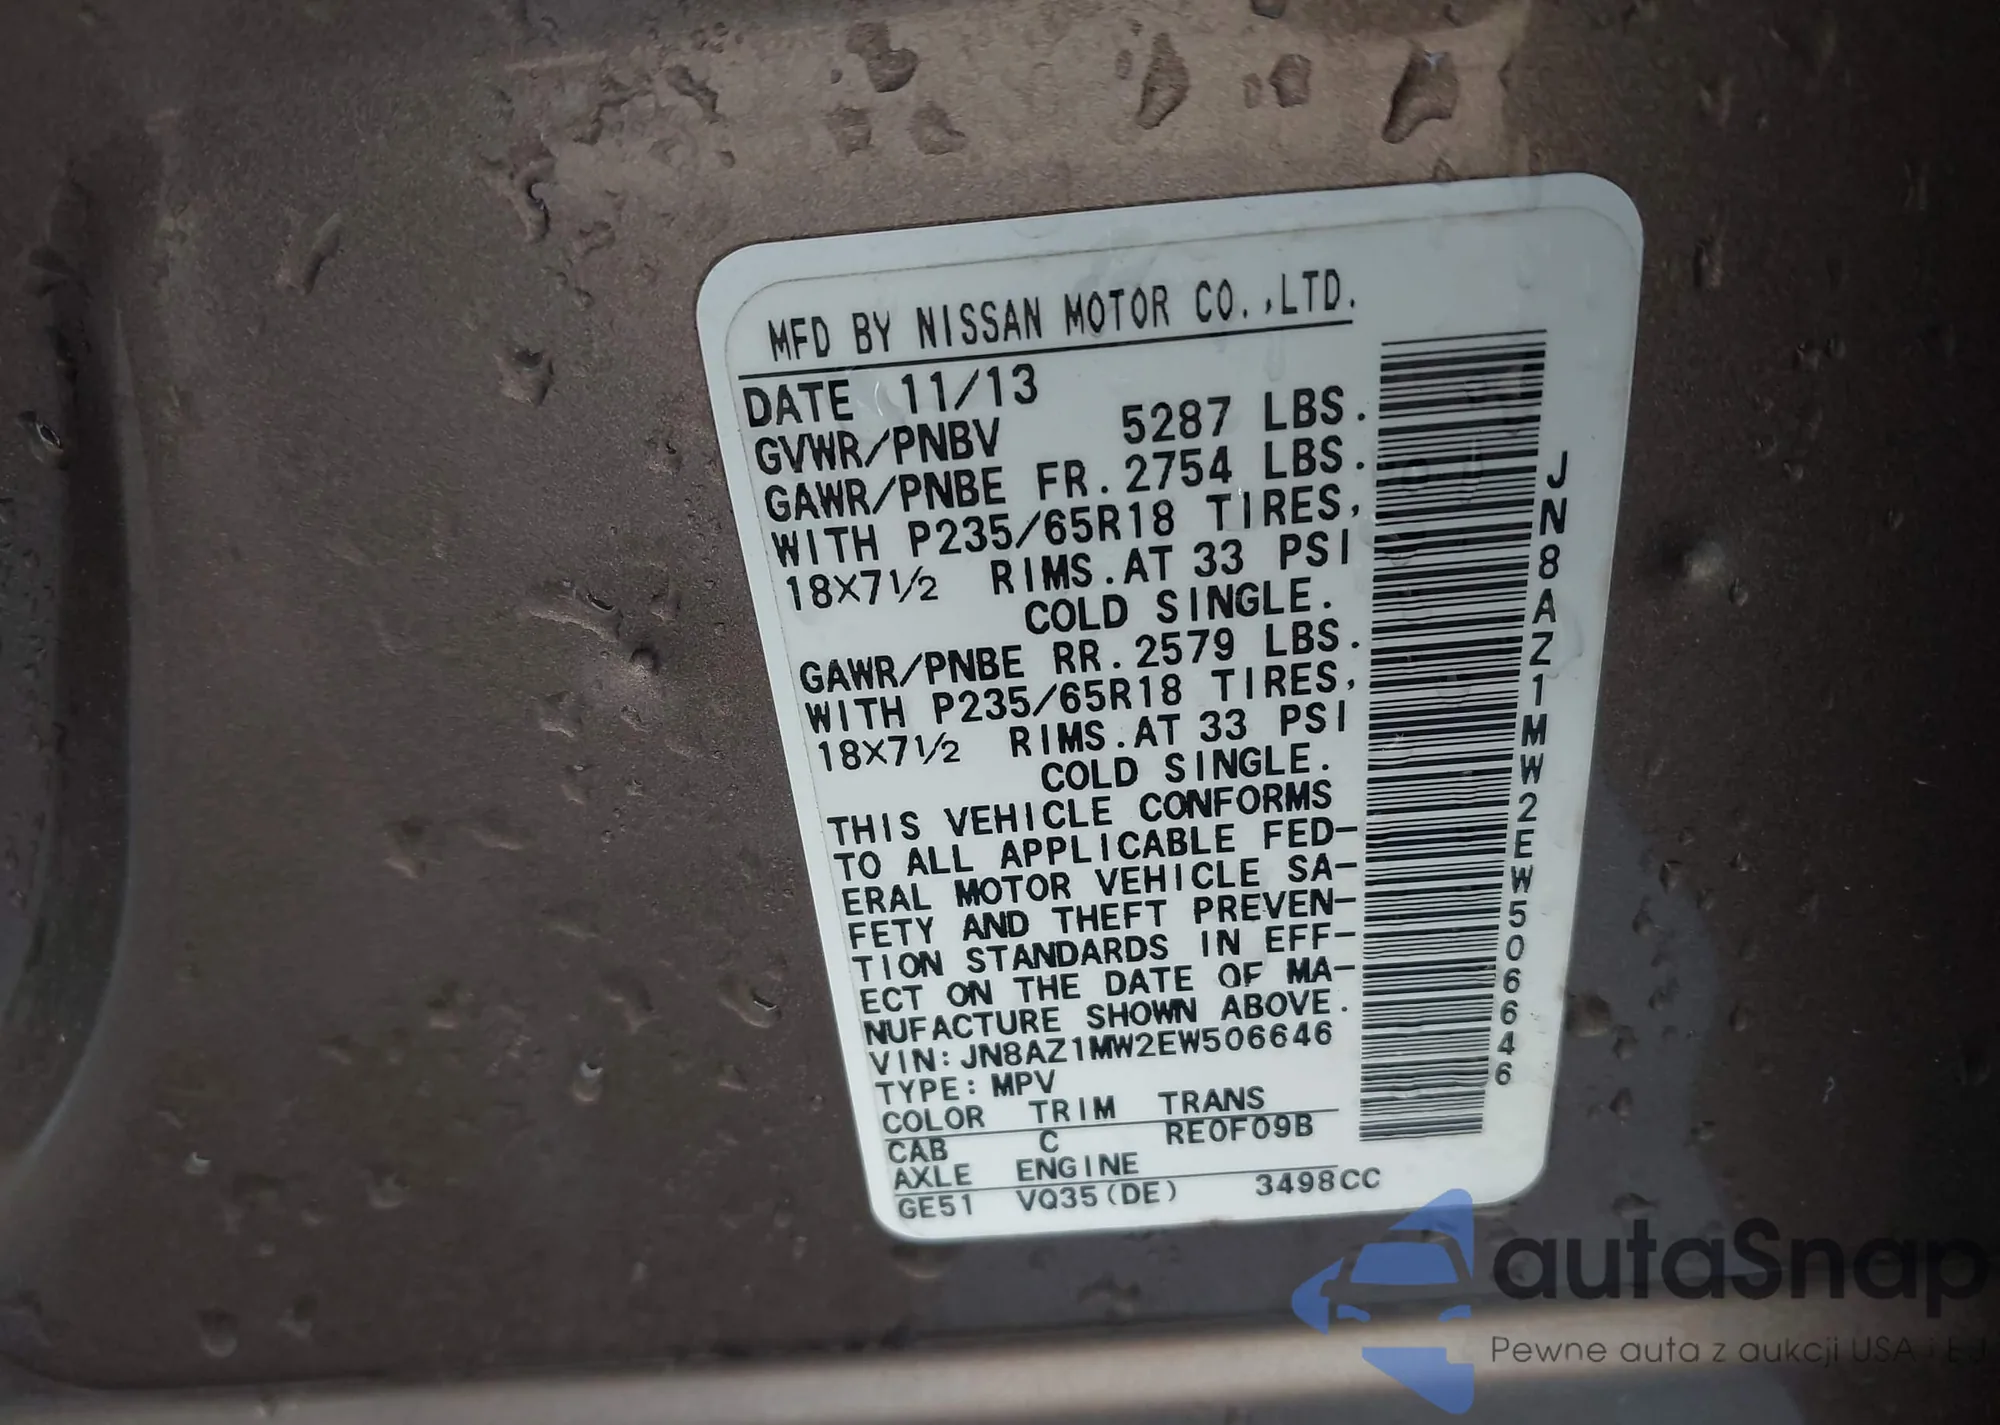 MFD BY NISSAN MOTOR CO.,LTD.
DATE 11/13
GVWR/PNBV 5287 LBS.
GAWR/PNBE FR. 2754 LBS.
WITH P235/65R18 TIRES,
18X7½ RIMS. AT 33 PSI
COLD SINGLE.
GAWR/PNBE RR. 2579 LBS.
WITH P235/65R18 TIRES,
18X7½ RIMS. AT 33 PSI
COLD SINGLE.
THIS VEHICLE CONFORMS
TO ALL APPLICABLE FED-
ERAL MOTOR VEHICLE SA-
FETY AND THEFT PREVEN-
TION STANDARDS IN EFF-
ECT ON THE DATE OF MA-
NUFACTURE SHOWN ABOVE.
VIN: JN8AZ1MW2EW506646
TYPE: MPV
COLOR TRIM TRANS
CAB C RE0F09B
AXLE ENGINE
GE51 VQ35(DE) 3498CC
JN8AZ1MW2EW506646
autaSnap
Pewne auta z aukcji USA i EU